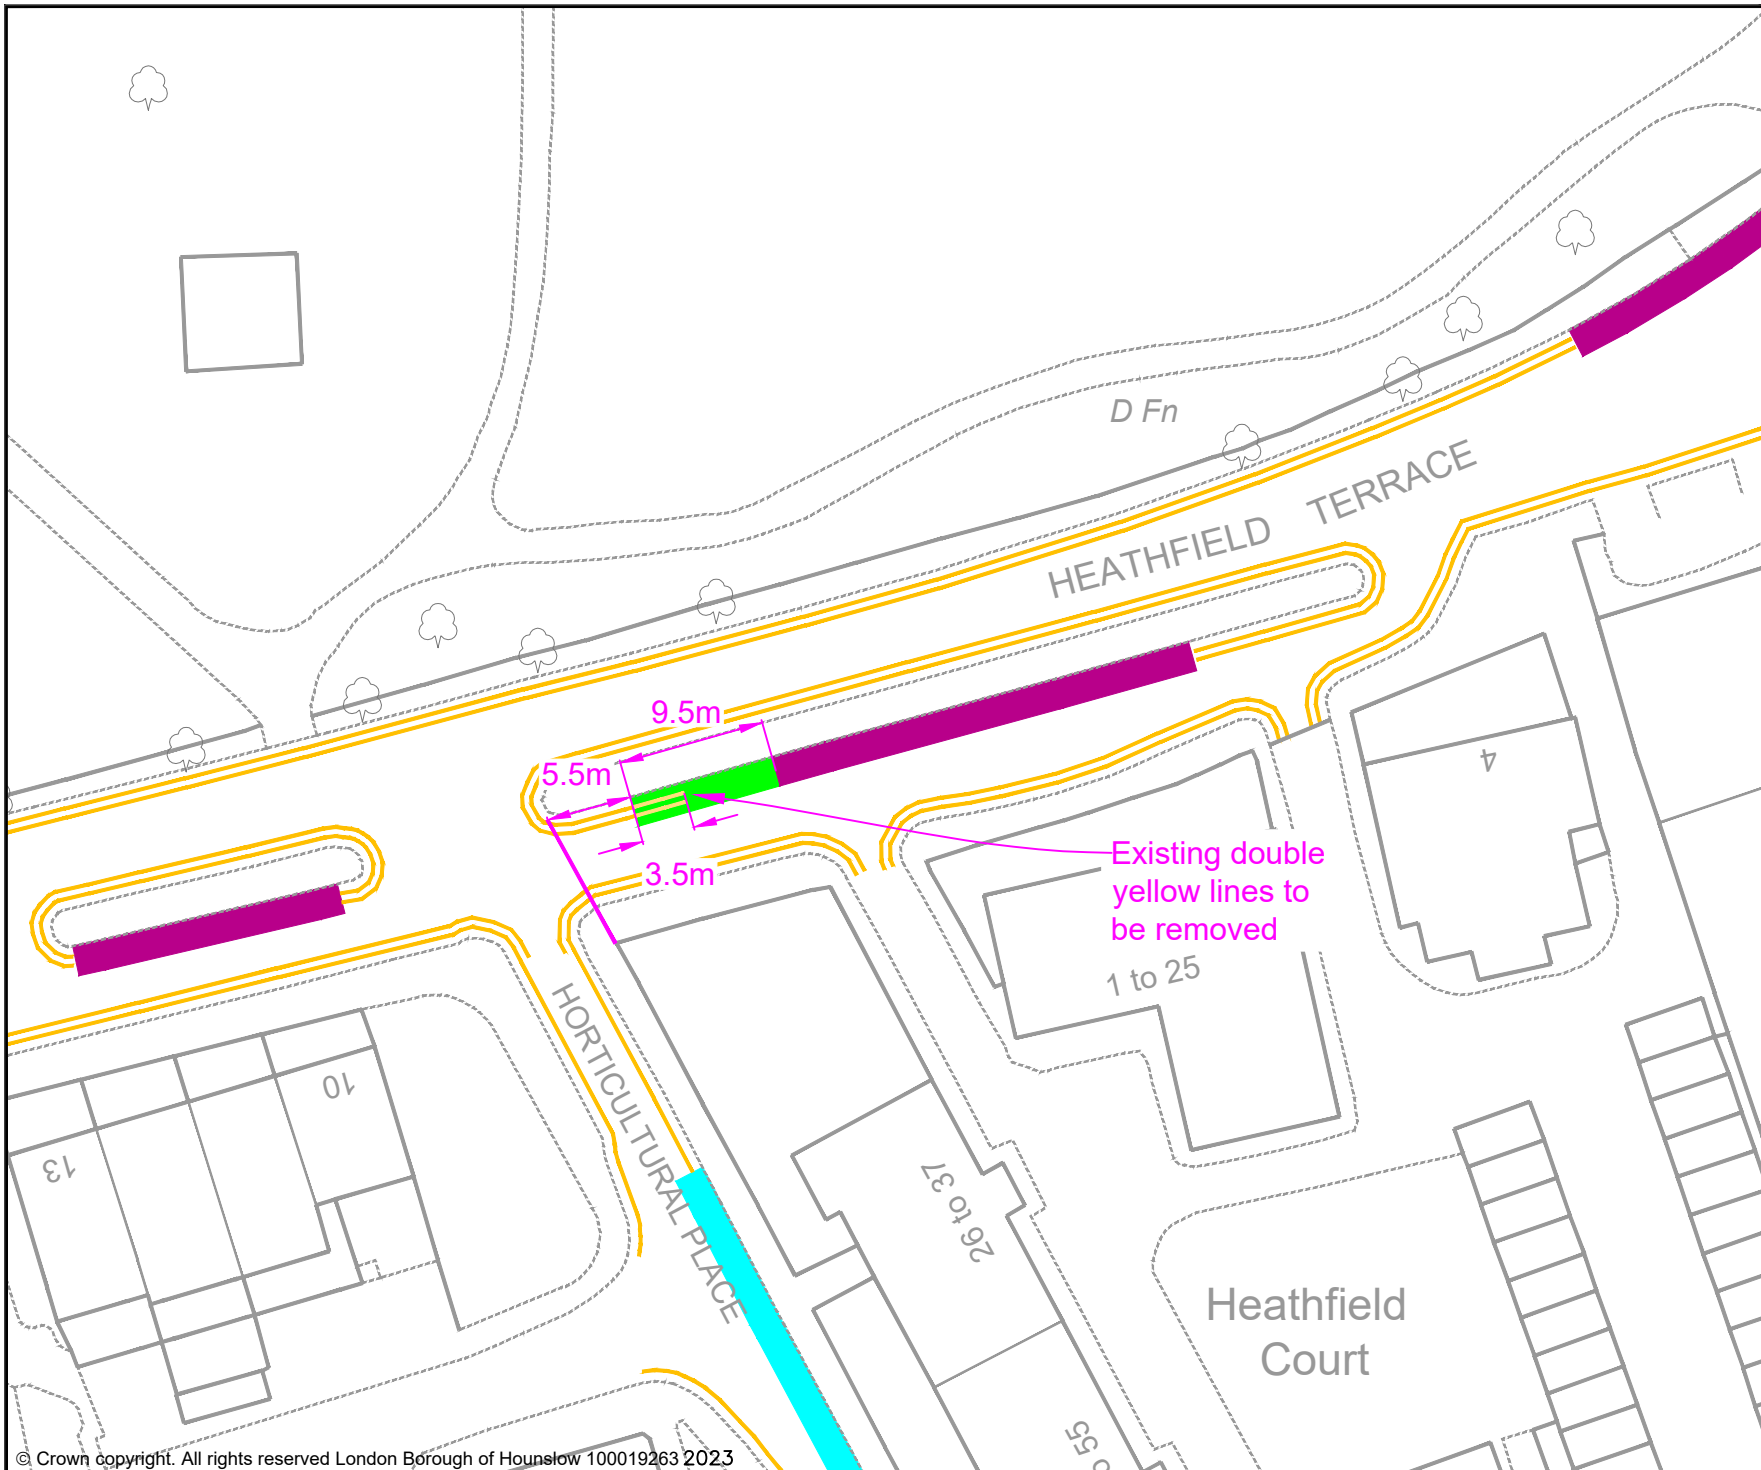 D Fn
HEATHFIELD TERRACE
9.5m
5.5m
3.5m
Existing double
yellow lines to
be removed
4
1 to 25
HORTICULTURAL PLACE
10
13
26 to 37
Heathfield
Court
55
© Crown copyright. All rights reserved London Borough of Hounslow 100019263 2023